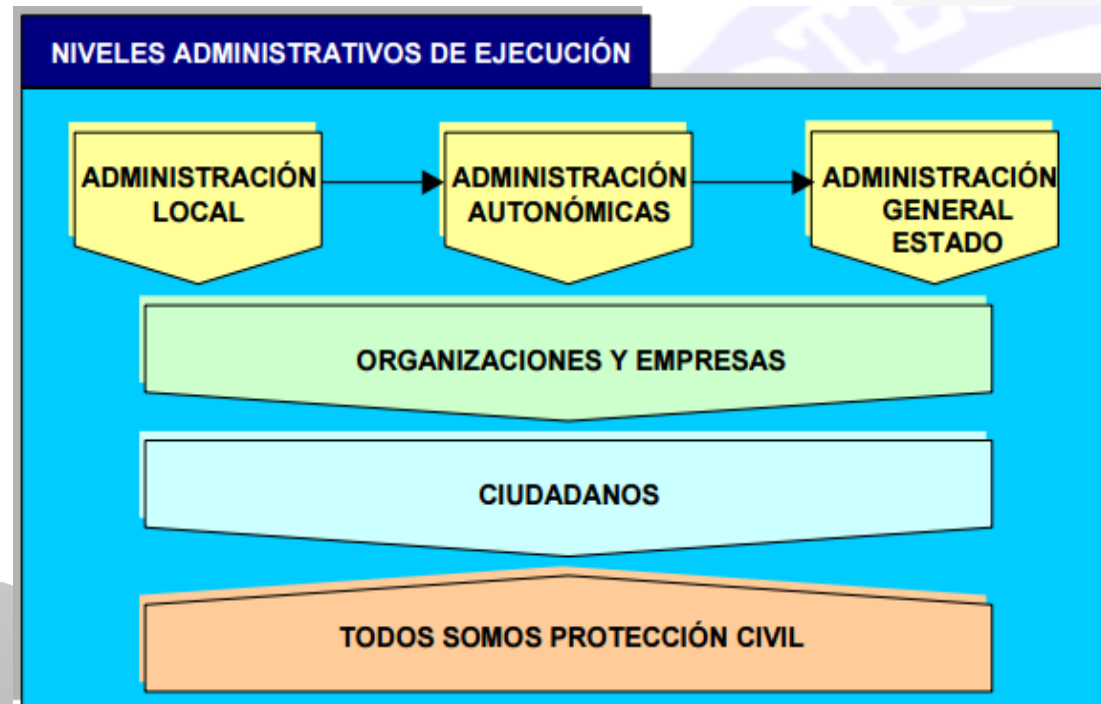 NIVELES ADMINISTRATIVOS DE EJECUCIÓN
ADMINISTRACIÓN
LOCAL
ADMINISTRACIÓN
AUTONÓMICAS
ADMINISTRACIÓN
GENERAL
ESTADO
ORGANIZACIONES Y EMPRESAS
CIUDADANOS
TODOS SOMOS PROTECCIÓN CIVIL